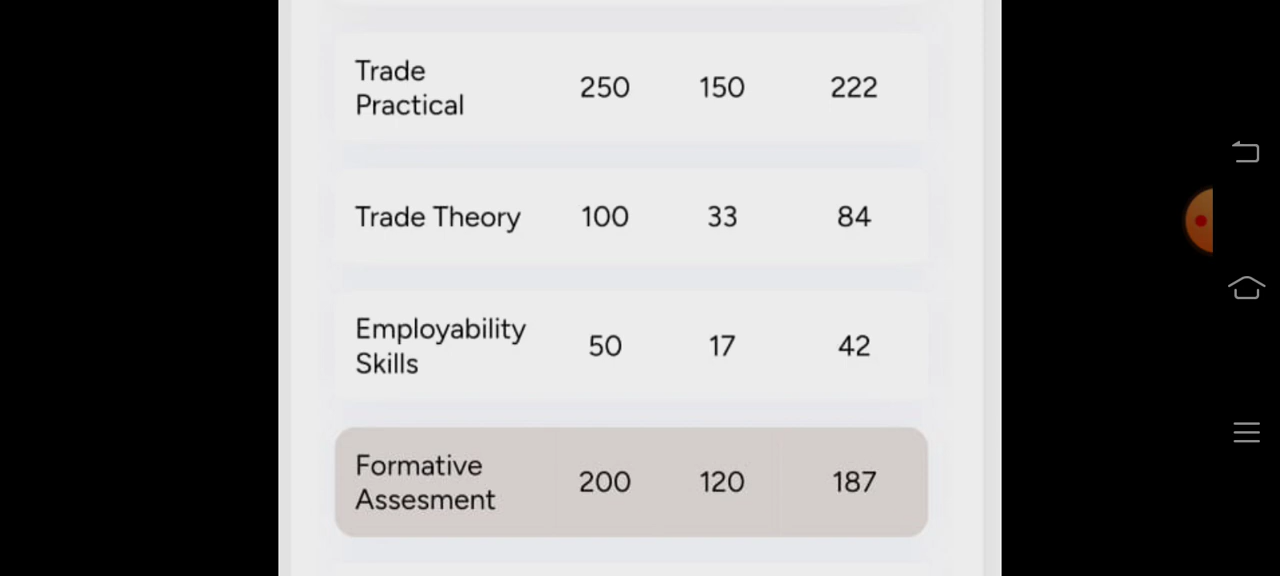 Trade
Practical 250 150 222
Trade Theory 100 33 84
Employability
Skills 50 17 42
Formative
Assesment 200 120 187